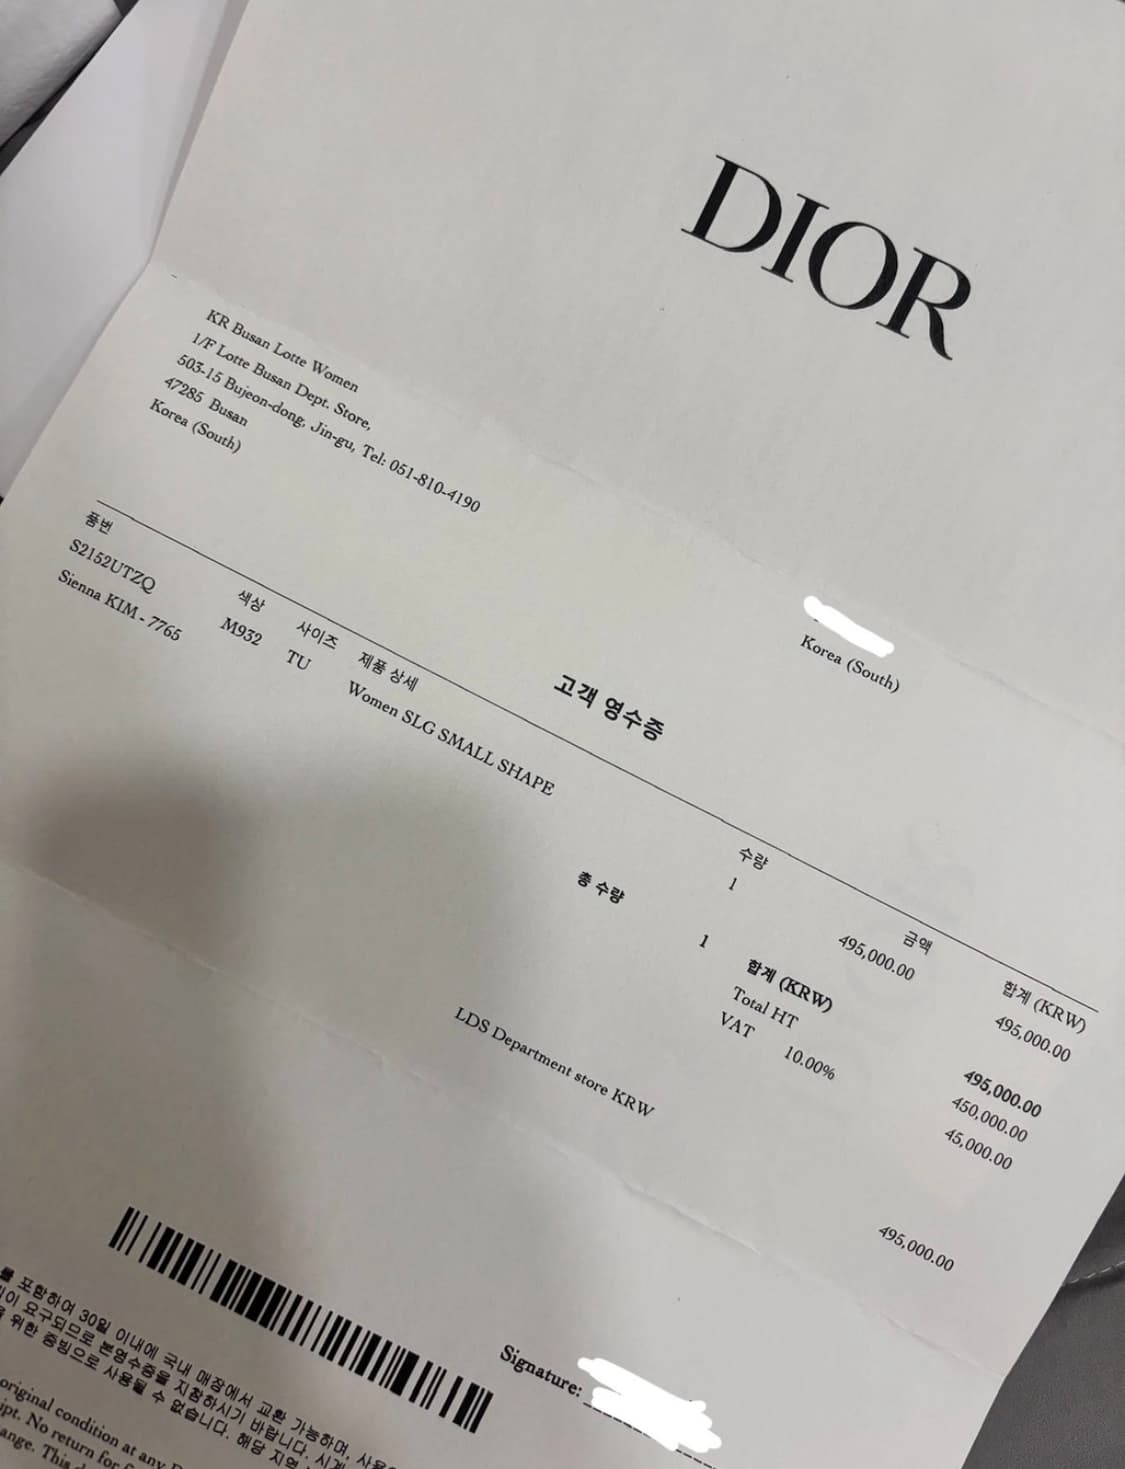 DIOR
KR Busan Lotte Women
1/F Lotte Busan Dept. Store,
503-15 Bujeon-dong, Jin-gu, Tel: 051-810-4190
47285 Busan
Korea (South)
Korea (South)
고객 영수증
품번 색상 사이즈 제품 상세 수량 금액 합계 (KRW)
S2152UTZQ M932 TU Women SLG SMALL SHAPE 1 495,000.00 495,000.00
Sienna KIM - 7765
총 수량 1 합계 (KRW) 495,000.00
Total HT 450,000.00
VAT 10.00% 45,000.00
LDS Department store KRW 495,000.00
Signature:
포함하여 30일 이내에 국내 매장에서 교환 가능하며,
요구되므로 본영수증을 지참하시기 바랍니다.
위한 증빙으로 사용될 수 없습니다. 해당 지역
original condition at any
No return for
This